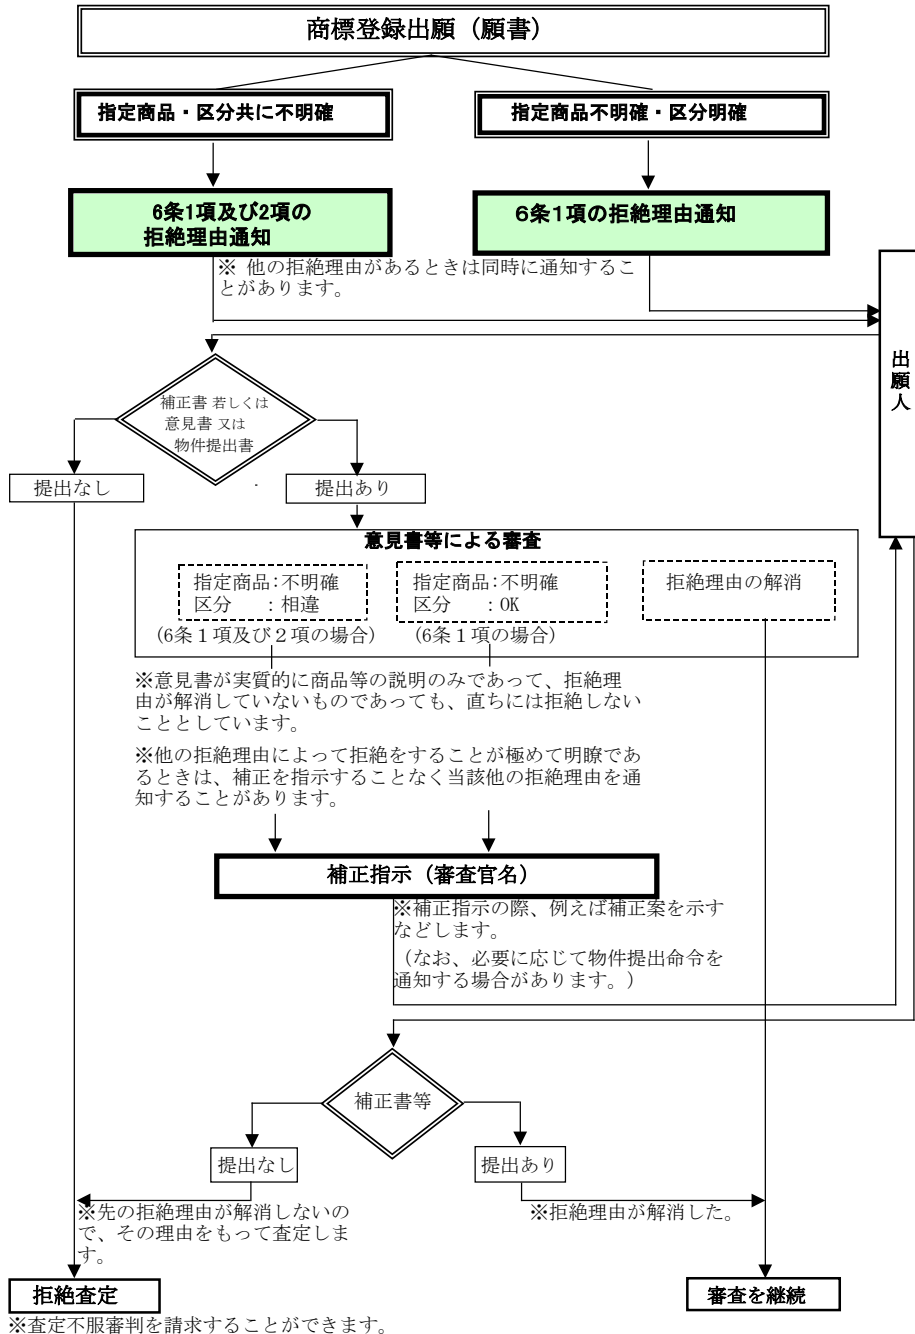 商標登録出願（願書）
指定商品・区分共に不明確
指定商品不明確・区分明確
6条1項及び2項の
拒絶理由通知
６条１項の拒絶理由通知
※ 他の拒絶理由があるときは同時に通知するこ
とがあります。
出
願
人
補正書 若しくは
意見書 又は
物件提出書
提出なし
提出あり
意見書等による審査
指定商品：不明確
区分　　：相違
(6条１項及び２項の場合)
指定商品：不明確
区分　　：OK
(6条１項の場合)
拒絶理由の解消
※意見書が実質的に商品等の説明のみであって、拒絶理
由が解消していないものであっても、直ちには拒絶しない
こととしています。
※他の拒絶理由によって拒絶をすることが極めて明瞭であ
るときは、補正を指示することなく当該他の拒絶理由を通
知することがあります。
補正指示（審査官名）
※補正指示の際、例えば補正案を示す
などします。
（なお、必要に応じて物件提出命令を
通知する場合があります。）
補正書等
提出なし
提出あり
※先の拒絶理由が解消しないの
で、その理由をもって査定しま
す。
※拒絶理由が解消した。
拒絶査定
審査を継続
※査定不服審判を請求することができます。